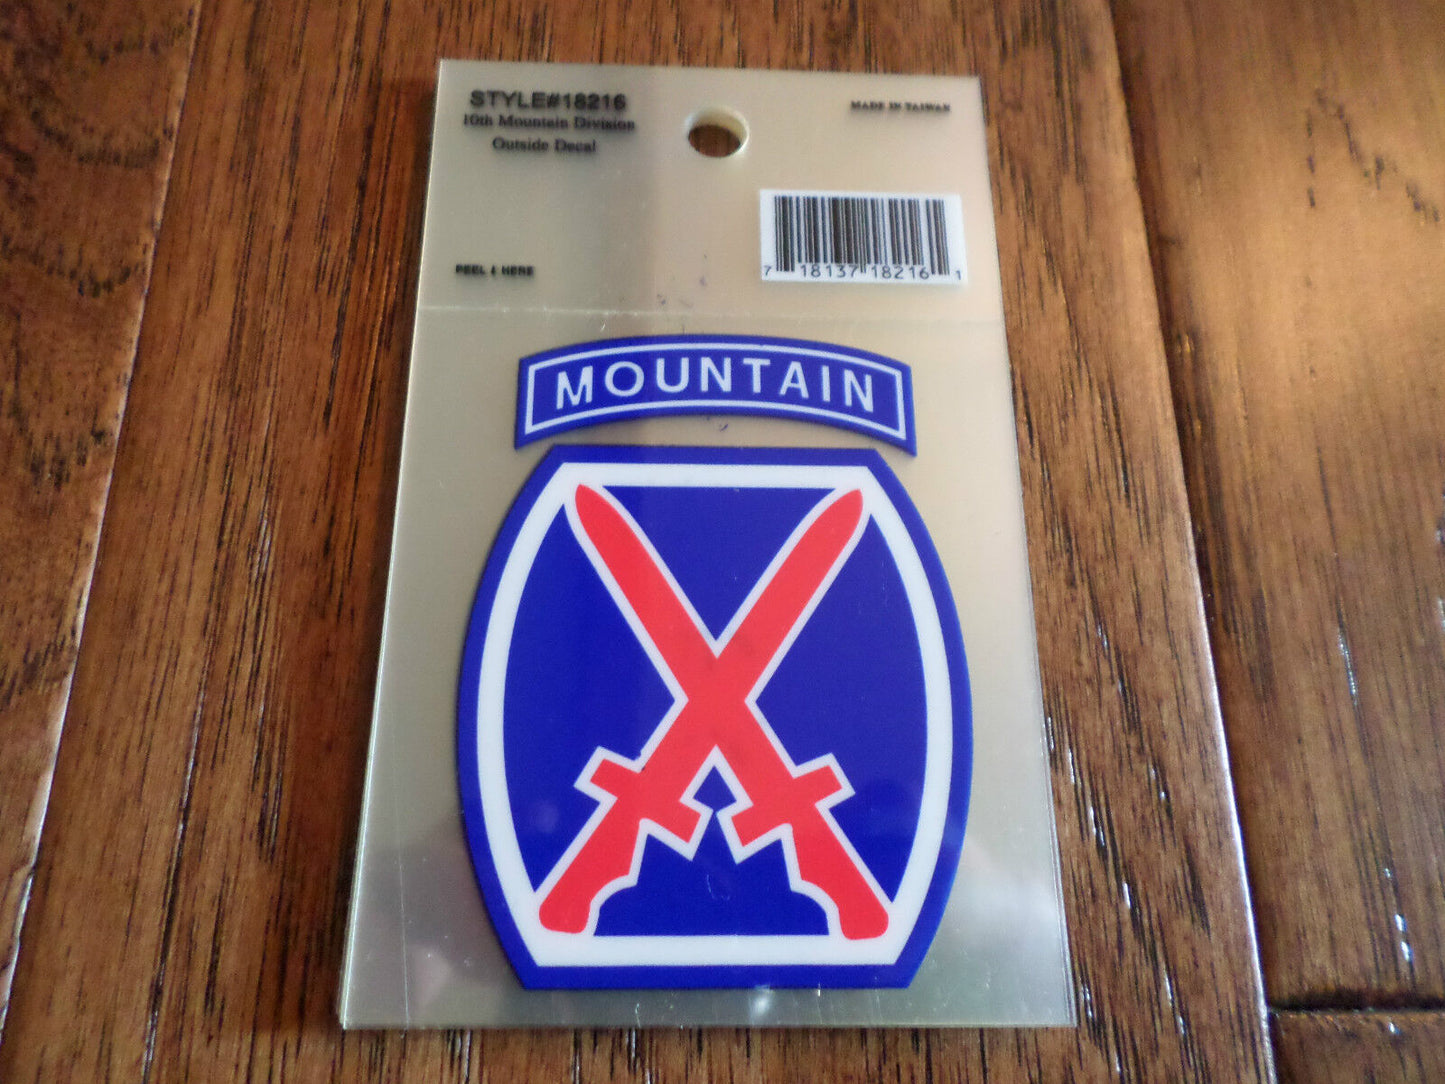 STYLE#18216
10th Mountain Division
Outside Decal
MADE IN TAIWAN
7 18137 18216 1
PEEL & HERE
MOUNTAIN